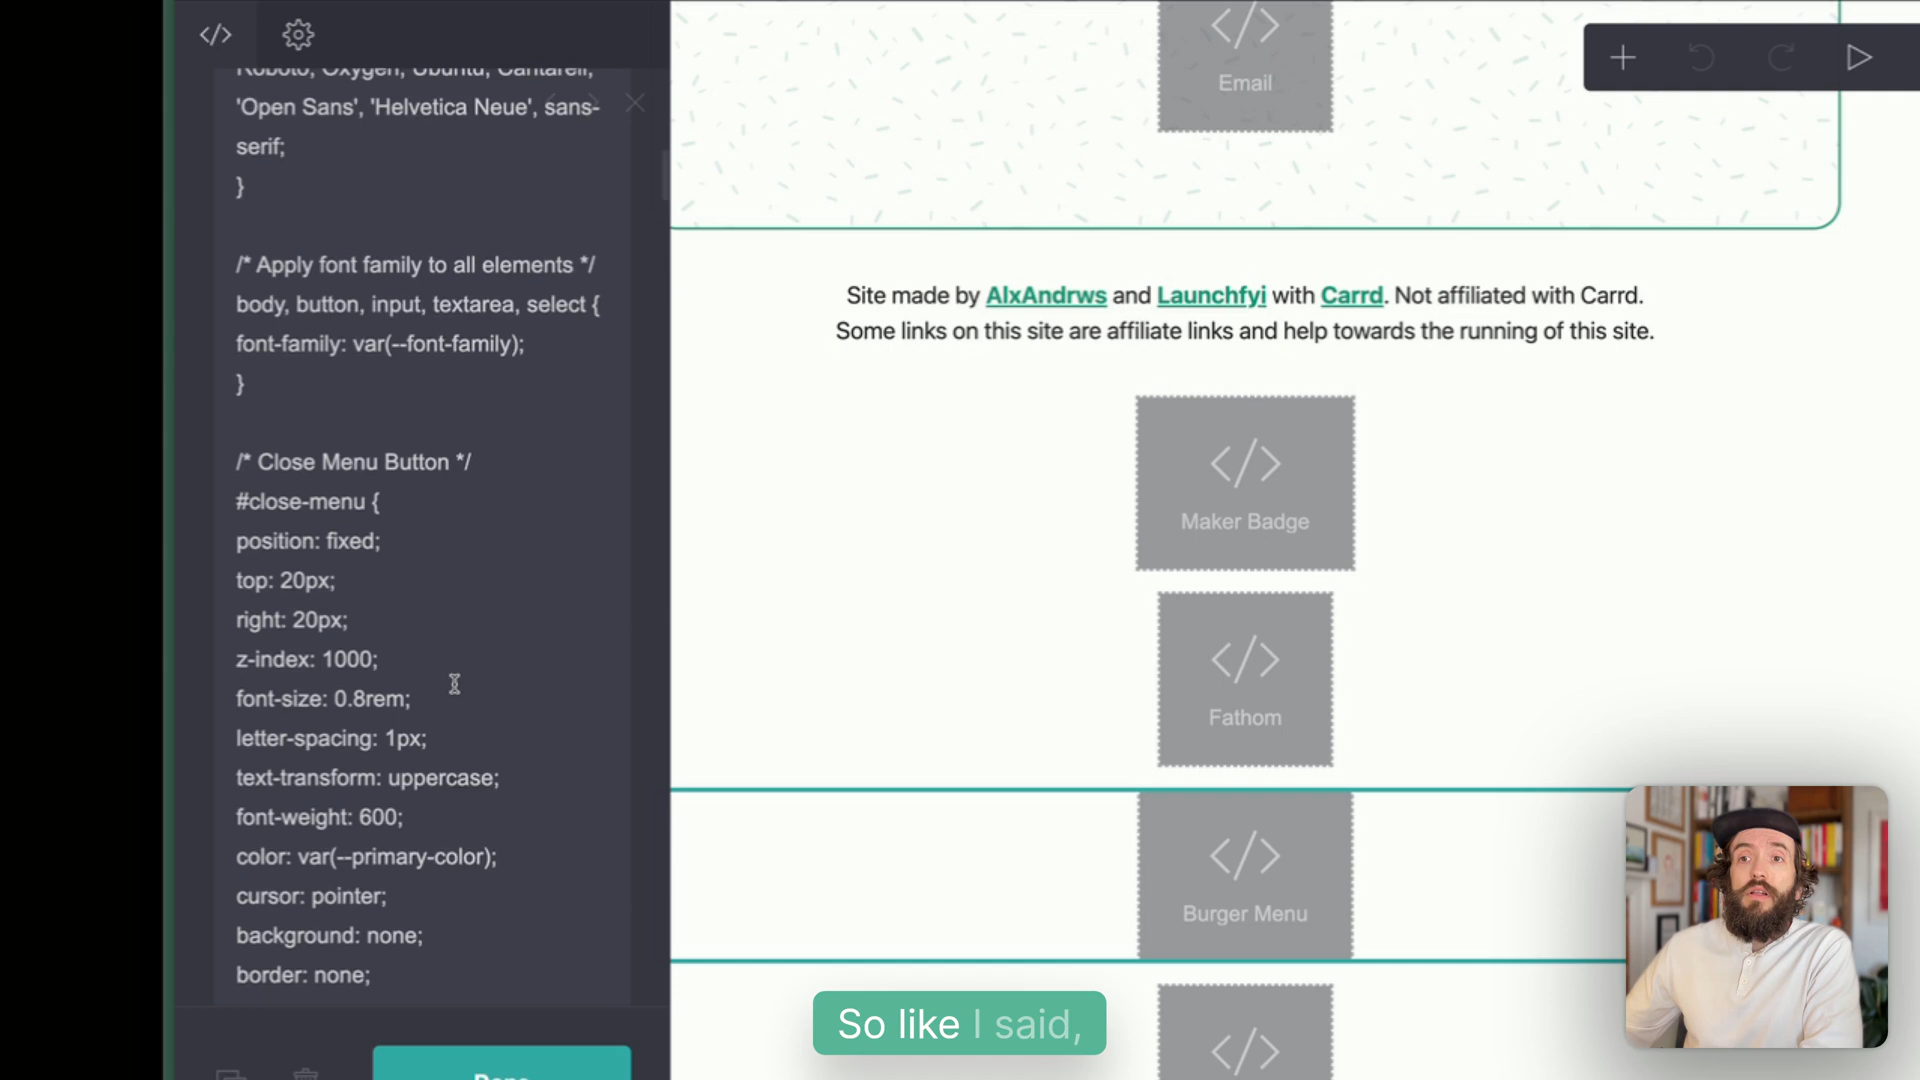 Roboto, Oxygen, Ubuntu, Cantarell,
'Open Sans', 'Helvetica Neue', sans-
serif;
}
/* Apply font family to all elements */
body, button, input, textarea, select {
font-family: var(--font-family);
}
/* Close Menu Button */
#close-menu {
position: fixed;
top: 20px;
right: 20px;
z-index: 1000;
font-size: 0.8rem;
letter-spacing: 1px;
text-transform: uppercase;
font-weight: 600;
color: var(--primary-color);
cursor: pointer;
background: none;
border: none;
Done
Email
Site made by AlxAndrws and Launchfyi with Carrd. Not affiliated with Carrd.
Some links on this site are affiliate links and help towards the running of this site.
Maker Badge
Fathom
Burger Menu
So like I said,